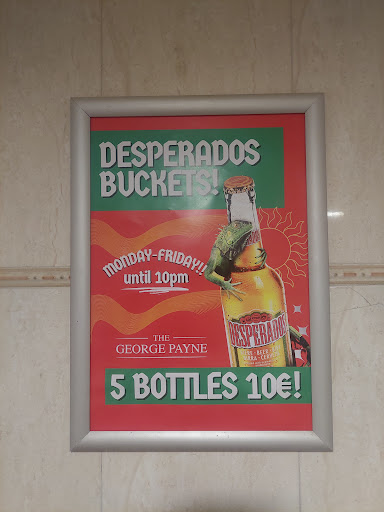 DESPERADOS
BUCKETS!
MONDAY-FRIDAY!!
until 10pm
THE
GEORGE PAYNE
DESPERADOS
5 BOTTLES 10€!